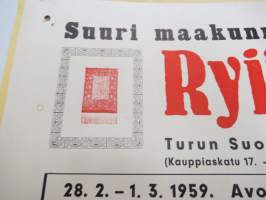 Suuri maakunn
Ryi
Turun Suo
(Kauppiaskatu 17. -
28. 2. – 1. 3. 1959. Avo